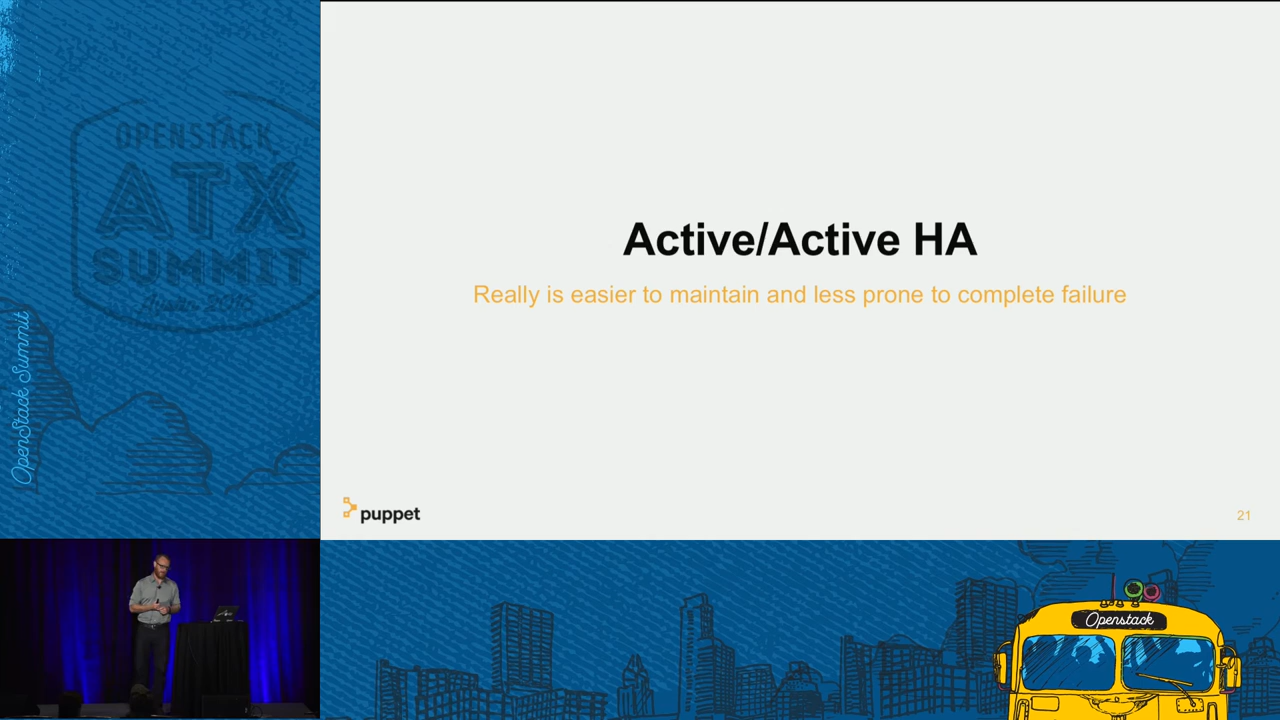 OPENSTACK
ATX
SUMMIT
OpenStack Summit
Active/Active HA
Really is easier to maintain and less prone to complete failure
puppet
21
Openstack